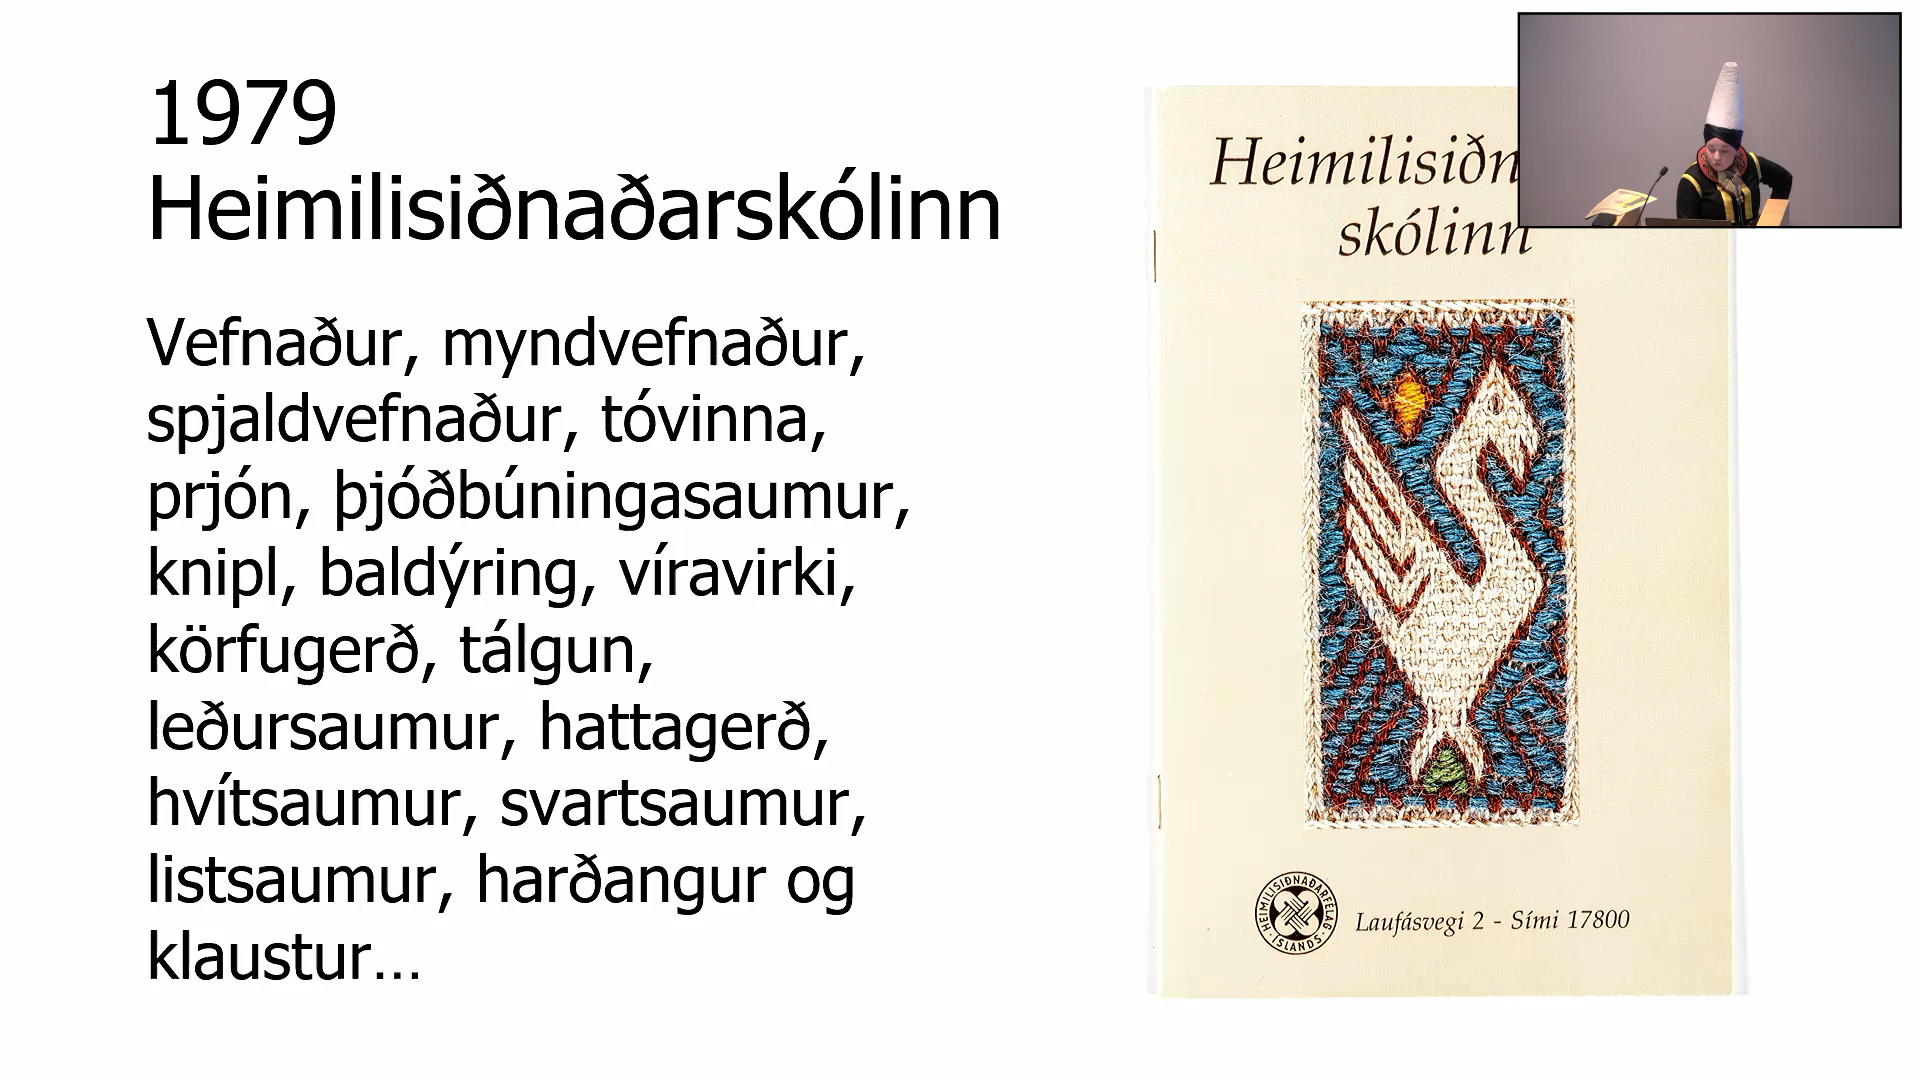 1979
Heimilisiðnaðarskólinn
Vefnaður, myndvefnaður,
spjaldvefnaður, tóvinna,
prjón, þjóðbúningasaumur,
knipl, baldýring, víravirki,
körfugerð, tálgun,
leðursaumur, hattagerð,
hvítsaumur, svartsaumur,
listsaumur, harðangur og
klaustur…
Heimilisiðn
skólinn
HEIMILISIÐNAÐARFÉLAG
· ÍSLANDS ·
Laufásvegi 2 - Sími 17800